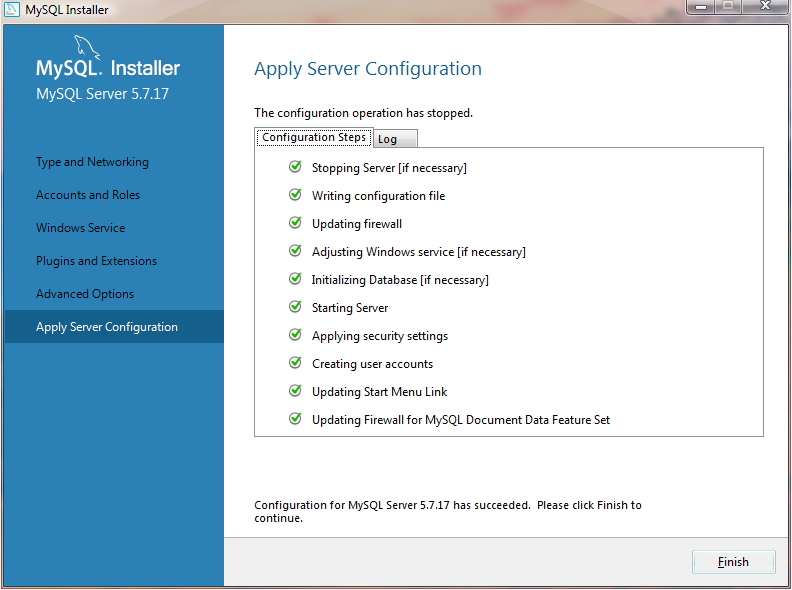 MySQL Installer
MySQL. Installer
MySQL Server 5.7.17
Type and Networking
Accounts and Roles
Windows Service
Plugins and Extensions
Advanced Options
Apply Server Configuration
Apply Server Configuration
The configuration operation has stopped.
Configuration Steps
Log
Stopping Server [if necessary]
Writing configuration file
Updating firewall
Adjusting Windows service [if necessary]
Initializing Database [if necessary]
Starting Server
Applying security settings
Creating user accounts
Updating Start Menu Link
Updating Firewall for MySQL Document Data Feature Set
Configuration for MySQL Server 5.7.17 has succeeded.  Please click Finish to
continue.
Finish